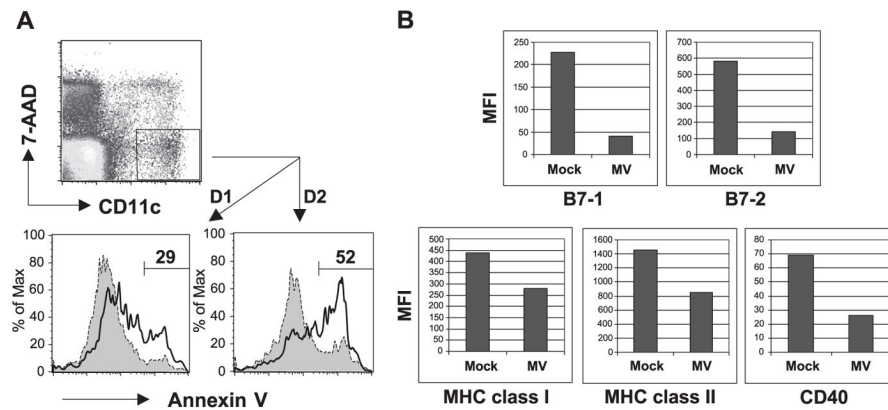 A
7-AAD
CD11c
D1
D2
100
80
60
40
20
0
% of Max
29
100
80
60
40
20
0
% of Max
52
Annexin V
B
MFI
250
200
150
100
50
0
Mock MV
B7-1
700
600
500
400
300
200
100
0
Mock MV
B7-2
MFI
500
450
400
350
300
250
200
150
100
50
0
Mock MV
MHC class I
1600
1400
1200
1000
800
600
400
200
0
Mock MV
MHC class II
80
70
60
50
40
30
20
10
0
Mock MV
CD40